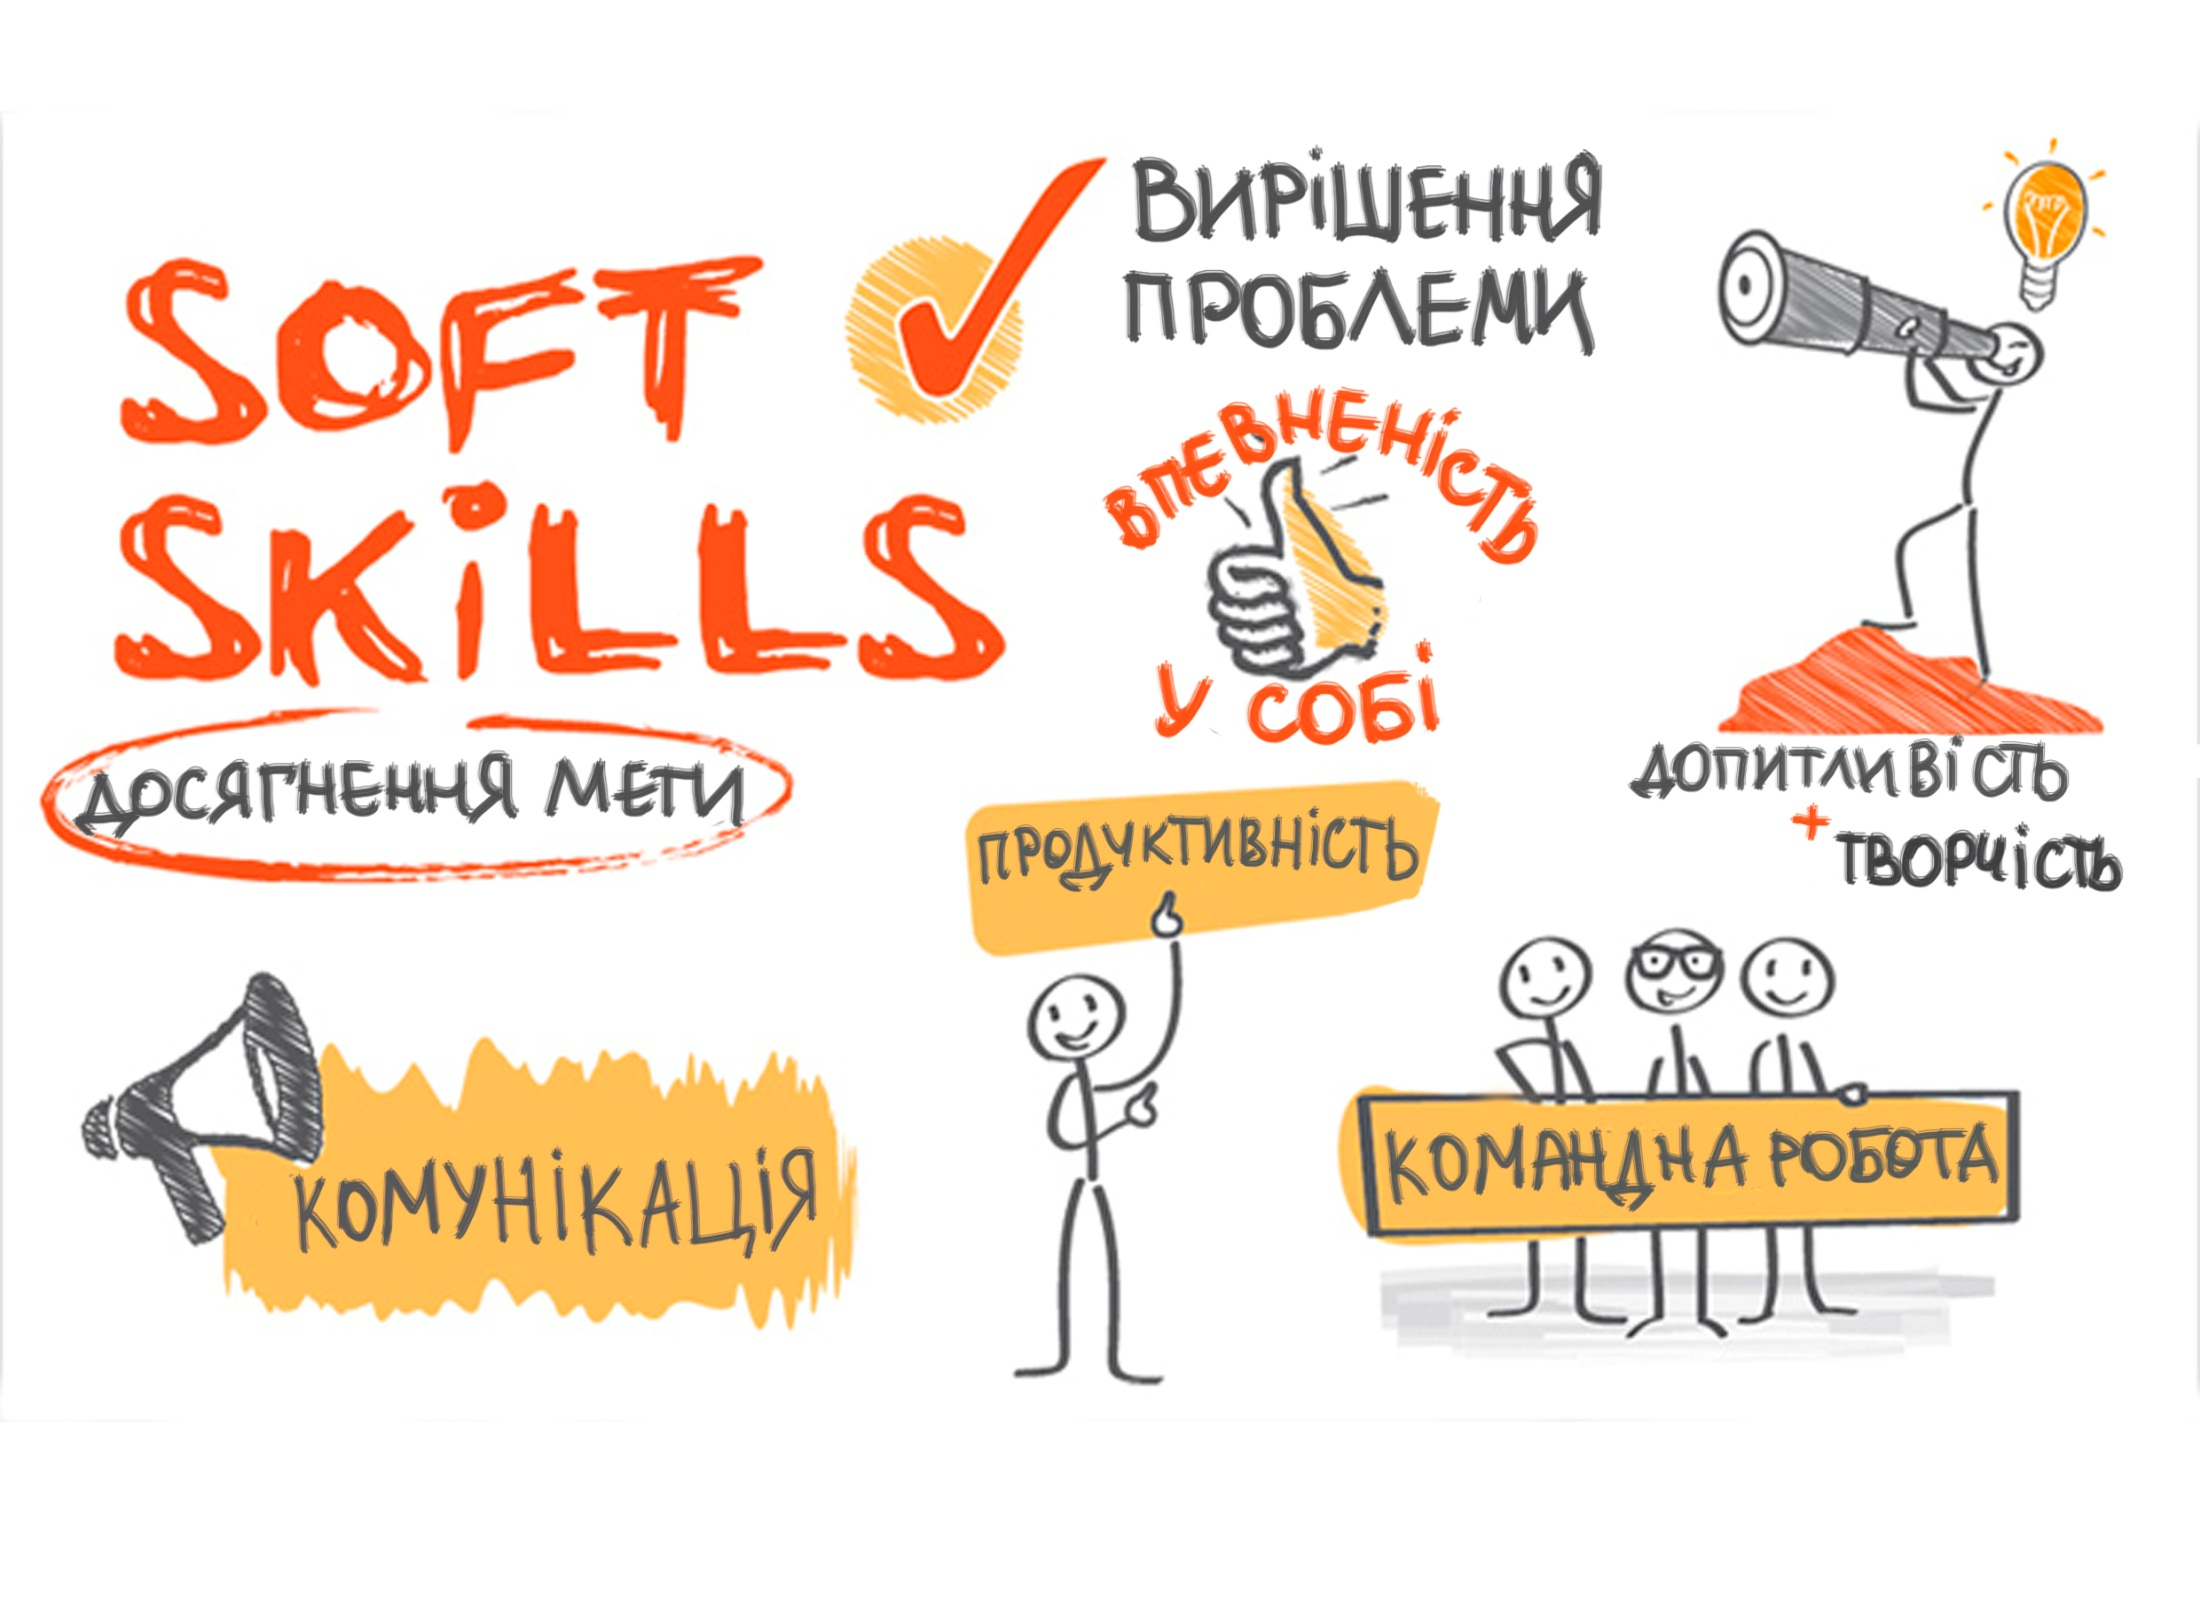 SOFT
SKiLLS
ДОСЯГНЕННЯ МЕТИ
ВИРІШЕННЯ
ПРОБЛЕМИ
ВПЕВНЕНІСТЬ
У СОБІ
ДОПИТЛИВІСТЬ
+ ТВОРЧІСТЬ
ПРОДУКТИВНІСТЬ
КОМУНІКАЦІЯ
КОМАНДНА РОБОТА